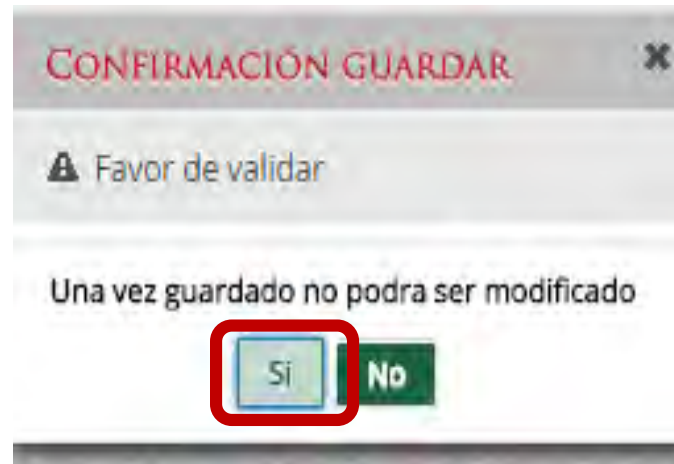 CONFIRMACIÓN GUARDAR
Favor de validar
Una vez guardado no podra ser modificado
Si No